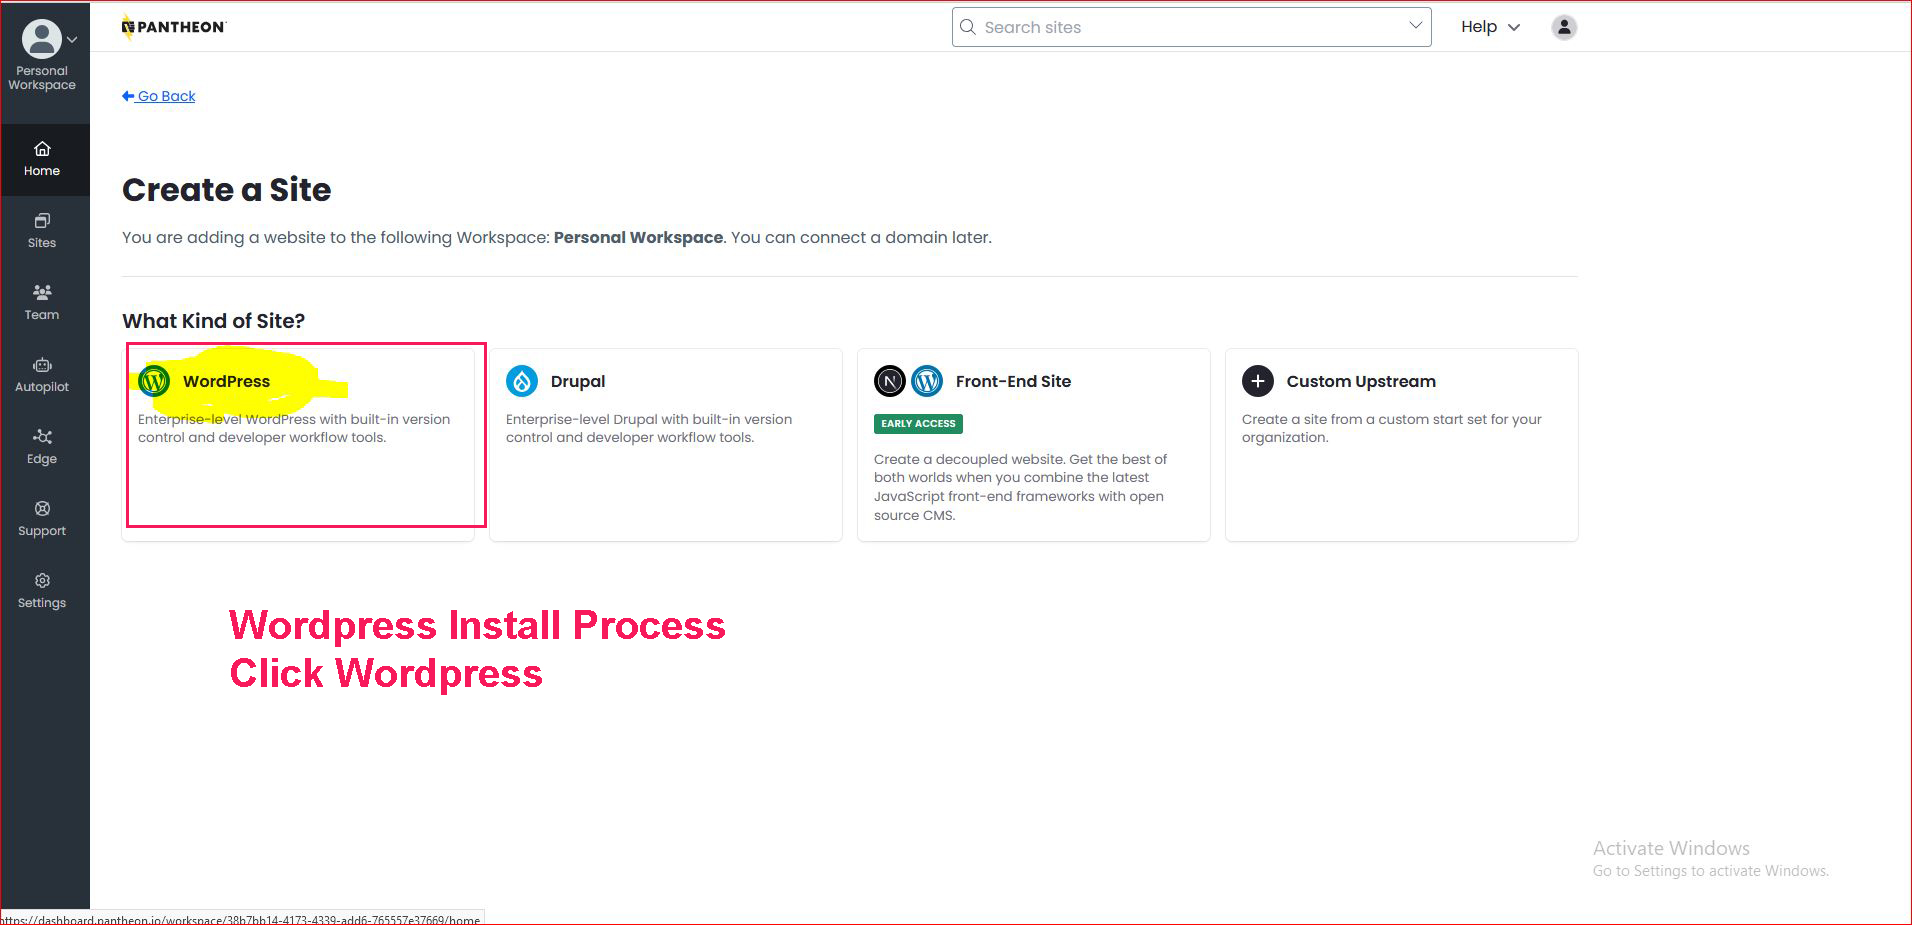 PANTHEON
Search sites
Help
Personal
Workspace
Go Back
Home
Create a Site
Sites
You are adding a website to the following Workspace: Personal Workspace. You can connect a domain later.
Team
What Kind of Site?
Autopilot
WordPress
Enterprise-level WordPress with built-in version
control and developer workflow tools.
Drupal
Enterprise-level Drupal with built-in version
control and developer workflow tools.
N
Front-End Site
EARLY ACCESS
Create a decoupled website. Get the best of
both worlds when you combine the latest
JavaScript front-end frameworks with open
source CMS.
Custom Upstream
Create a site from a custom start set for your
organization.
Edge
Support
Settings
Wordpress Install Process
Click Wordpress
Activate Windows
Go to Settings to activate Windows.
https://dashboard.pantheon.io/workspace/38b7bb14-4173-4339-add6-765557e37669/home